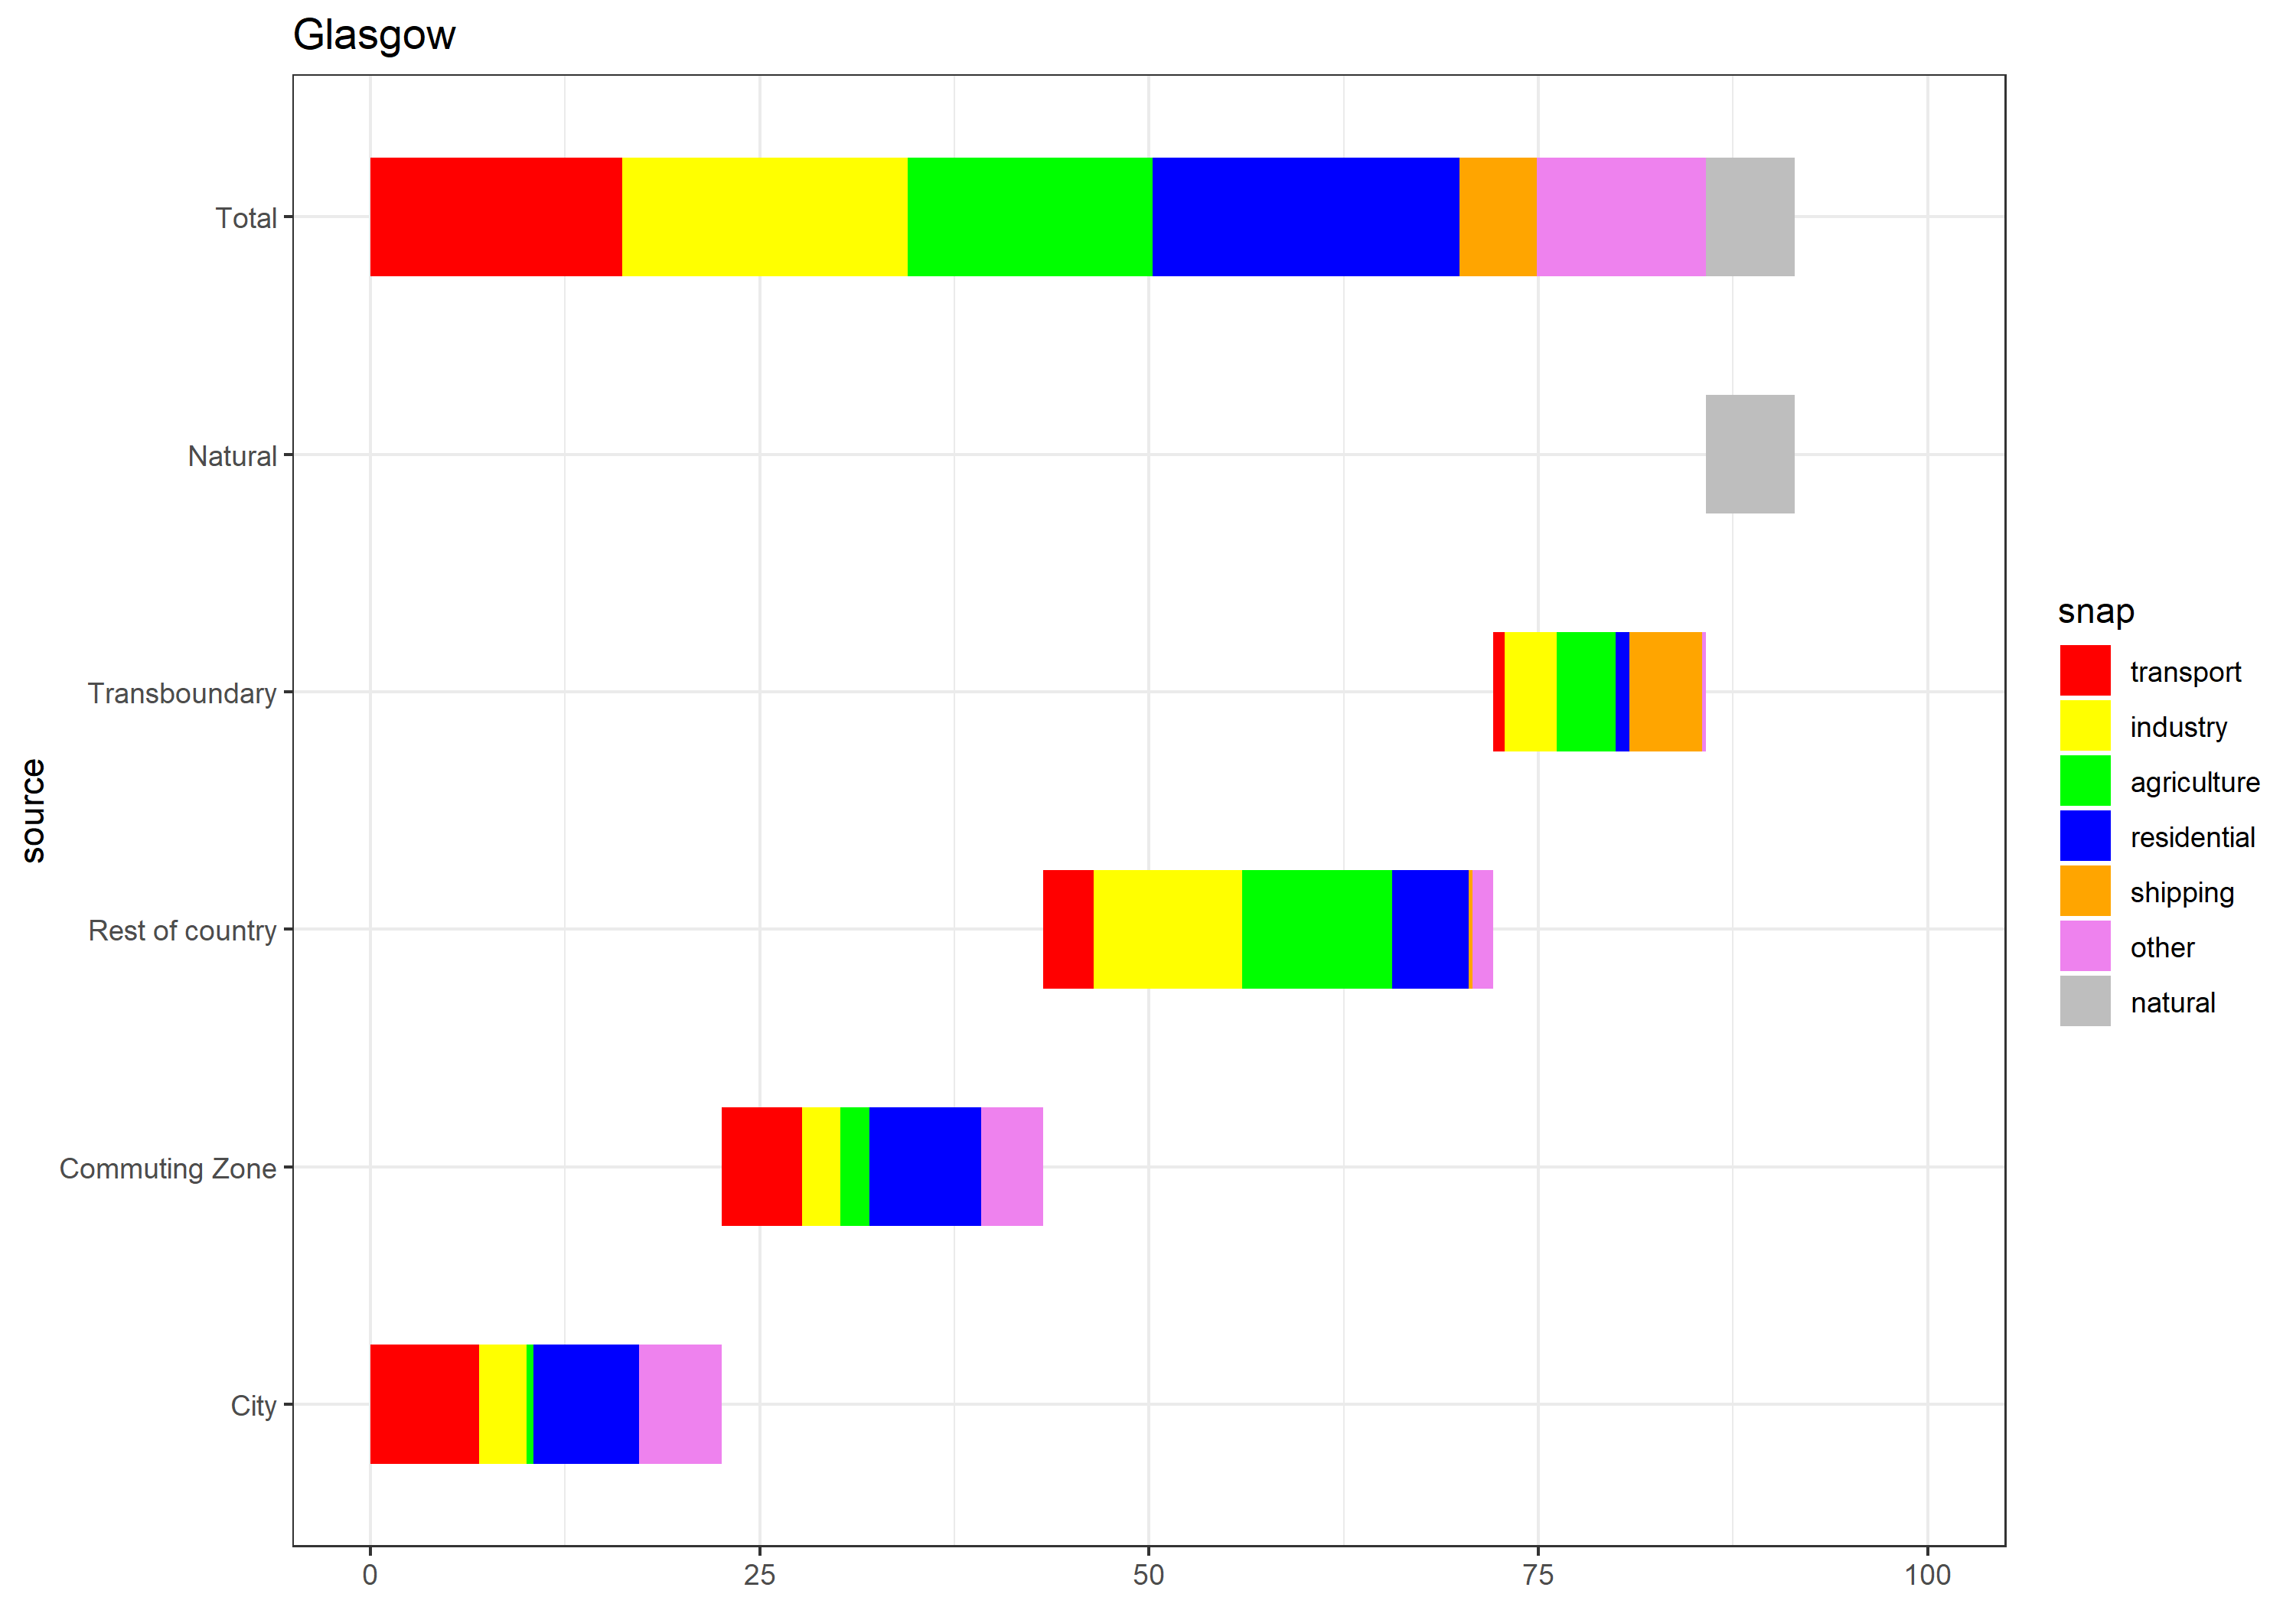 Glasgow
source
Total
Natural
Transboundary
Rest of country
Commuting Zone
City
0
25
50
75
100
snap
transport
industry
agriculture
residential
shipping
other
natural